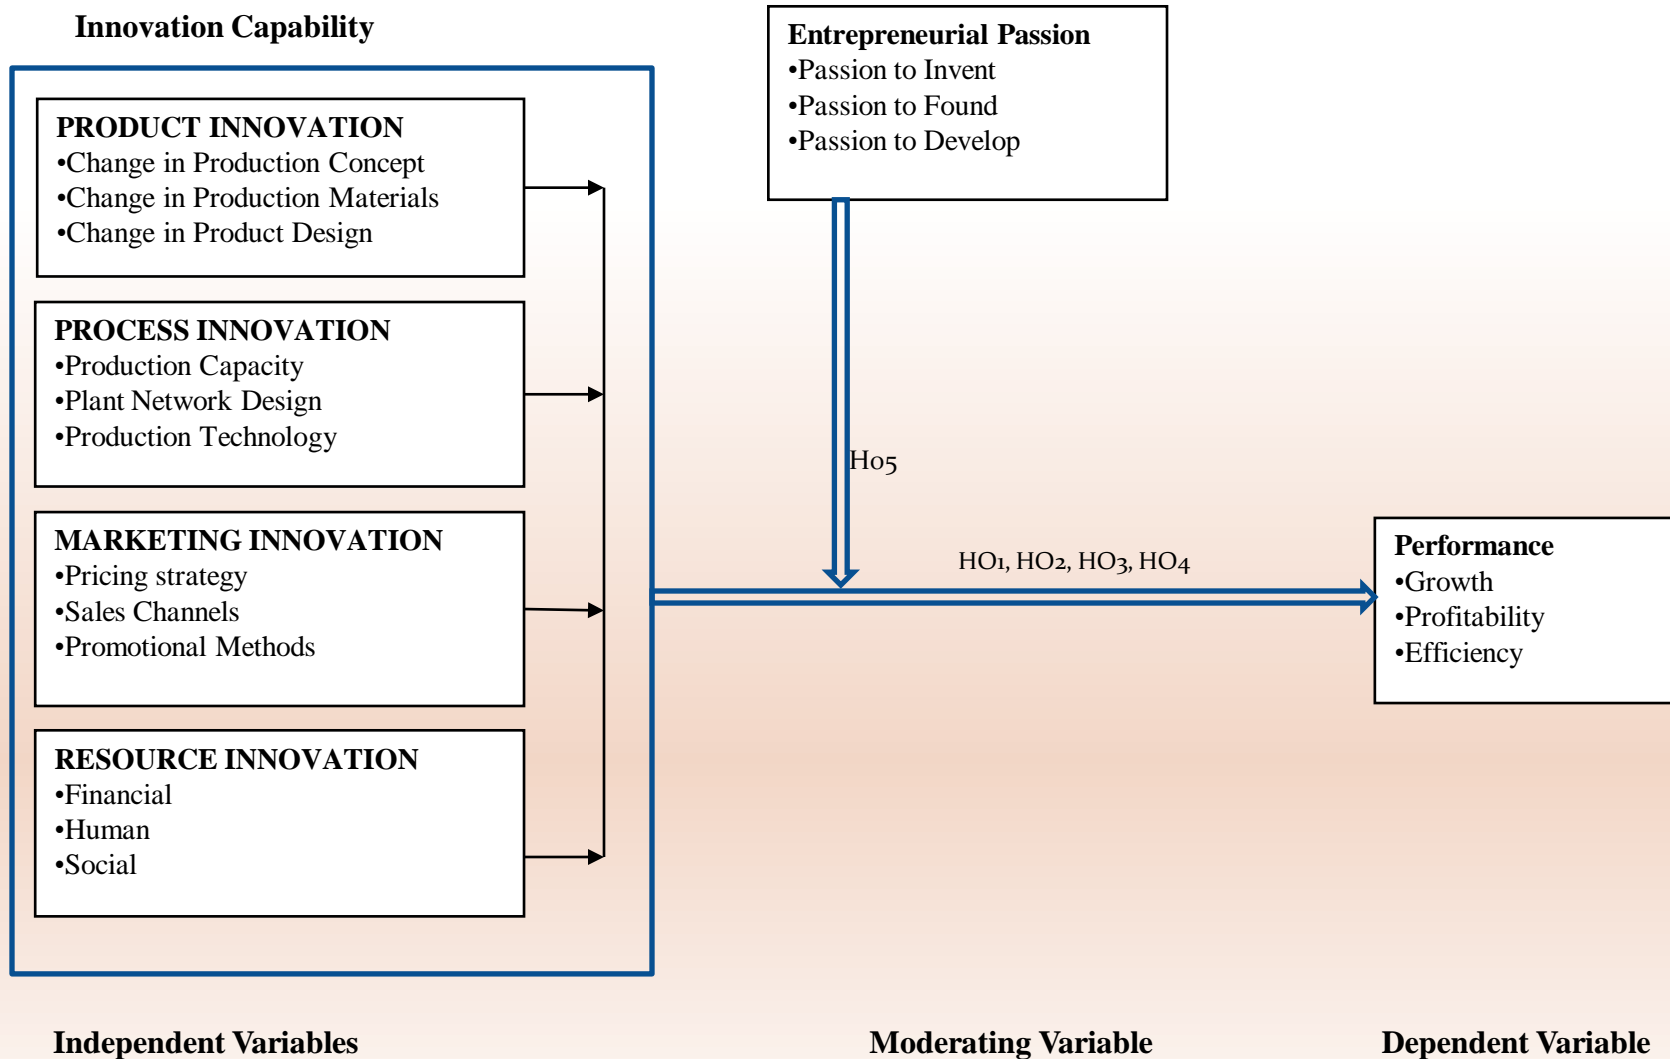 Innovation Capability
PRODUCT INNOVATION
•Change in Production Concept
•Change in Production Materials
•Change in Product Design
PROCESS INNOVATION
•Production Capacity
•Plant Network Design
•Production Technology
MARKETING INNOVATION
•Pricing strategy
•Sales Channels
•Promotional Methods
RESOURCE INNOVATION
•Financial
•Human
•Social
Entrepreneurial Passion
•Passion to Invent
•Passion to Found
•Passion to Develop
Ho5
HO1, HO2, HO3, HO4
Performance
•Growth
•Profitability
•Efficiency
Independent Variables
Moderating Variable
Dependent Variable